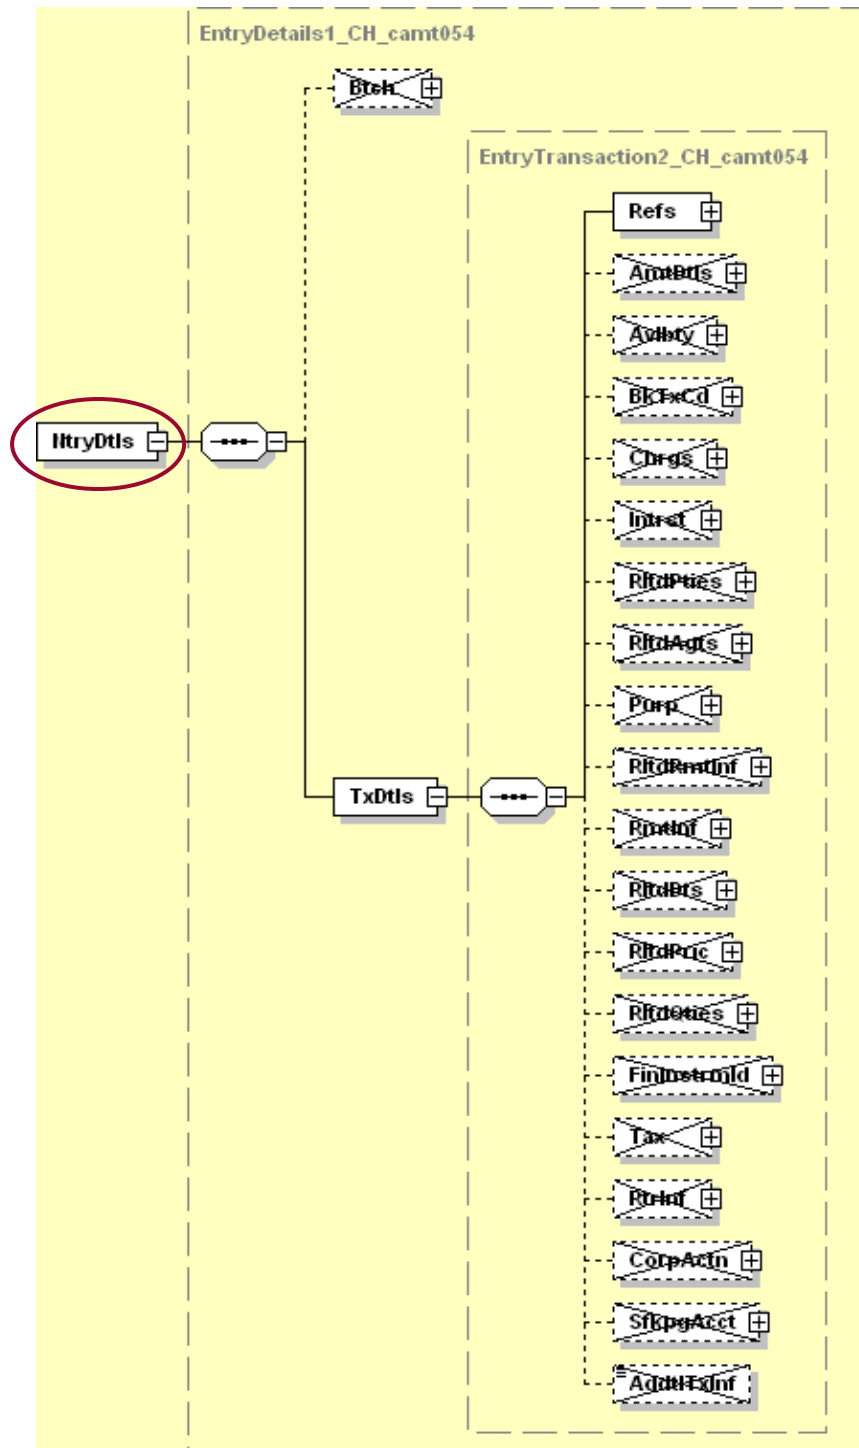 EntryDetails1_CH_camt054
Btch
EntryTransaction2_CH_camt054
Refs
AmtDtls
Avlbty
BkTxCd
Chrgs
NtryDtls
Intrst
RltdPties
RltdAgts
Purp
RltdRmtInf
TxDtls
RmtInf
RltdDts
RltdPric
RltdQties
FinInstrmId
Tax
RtrInf
CorpActn
SfkpgAcct
AddtlTxInf